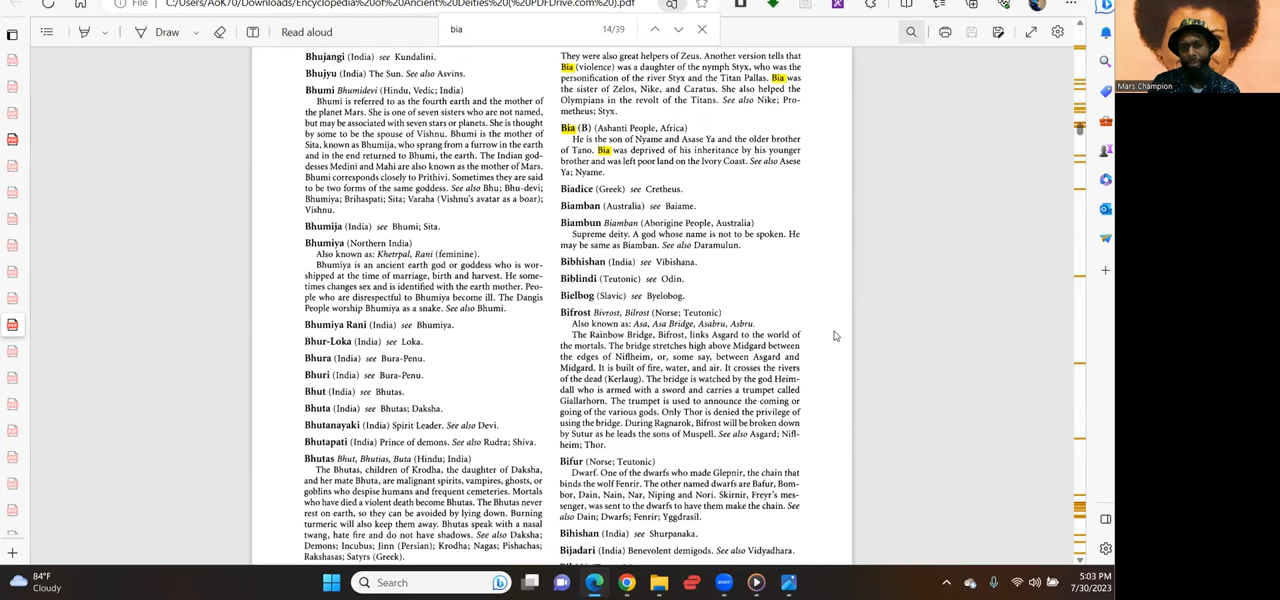 File
C:/Users/AoK70/Downloads/Encyclopedia%20of%20Ancient%20Deities%20(%20PDFDrive.com%20).pdf
Draw
Read aloud
bia
14/39
Mars Champion
Bhujangi (India) see Kundalini.
Bhujyu (India) The Sun. See also Asvins.
Bhumi Bhumidevi (Hindu, Vedic; India)
Bhumi is referred to as the fourth earth and the mother of
the planet Mars. She is one of seven sisters who are not named,
but may be associated with seven stars or planets. She is thought
by some to be the spouse of Vishnu. Bhumi is the mother of
Sita, known as Bhumija, who sprang from a furrow in the earth
and in the end returned to Bhumi, the earth. The Indian god-
desses Medini and Mahi are also known as the mother of Mars.
Bhumi corresponds closely to Prithivi. Sometimes they are said
to be two forms of the same goddess. See also Bhu; Bhu-devi;
Bhumiya; Brihaspati; Sita; Varaha (Vishnu's avatar as a boar);
Vishnu.
Bhumija (India) see Bhumi; Sita.
Bhumiya (Northern India)
Also known as: Khetrpal, Rani (feminine).
Bhumiya is an ancient earth god or goddess who is wor-
shipped at the time of marriage, birth and harvest. He some-
times changes sex and is identified with the earth mother. Peo-
ple who are disrespectful to Bhumiya become ill. The Dangis
People worship Bhumiya as a snake. See also Bhumi.
Bhumiya Rani (India) see Bhumiya.
Bhur-Loka (India) see Loka.
Bhura (India) see Bura-Penu.
Bhuri (India) see Bura-Penu.
Bhut (India) see Bhutas.
Bhuta (India) see Bhutas; Daksha.
Bhutanayaki (India) Spirit Leader. See also Devi.
Bhutapati (India) Prince of demons. See also Rudra; Shiva.
Bhutas Bhut, Bhutias, Buta (Hindu; India)
The Bhutas, children of Krodha, the daughter of Daksha,
and her mate Bhuta, are malignant spirits, vampires, ghosts, or
goblins who despise humans and frequent cemeteries. Mortals
who have died a violent death become Bhutas. The Bhutas never
rest on earth, so they can be avoided by lying down. Burning
turmeric will also keep them away. Bhutas speak with a nasal
twang, hate fire and do not have shadows. See also Daksha;
Demons; Incubus; Jinn (Persian); Krodha; Nagas; Pishachas;
Rakshasas; Satyrs (Greek).
They were also great helpers of Zeus. Another version tells that
Bia (violence) was a daughter of the nymph Styx, who was the
personification of the river Styx and the Titan Pallas. Bia was
the sister of Zelos, Nike, and Caratus. She also helped the
Olympians in the revolt of the Titans. See also Nike; Pro-
metheus; Styx.
Bia (B) (Ashanti People, Africa)
He is the son of Nyame and Asase Ya and the older brother
of Tano. Bia was deprived of his inheritance by his younger
brother and was left poor land on the Ivory Coast. See also Asese
Ya; Nyame.
Biadice (Greek) see Cretheus.
Biamban (Australia) see Baiame.
Biambun Biamban (Aborigine People, Australia)
Supreme deity. A god whose name is not to be spoken. He
may be same as Biamban. See also Daramulun.
Bibhishan (India) see Vibishana.
Biblindi (Teutonic) see Odin.
Bielbog (Slavic) see Byelobog.
Bifrost Bivrost, Bilrost (Norse; Teutonic)
Also known as: Asa, Asa Bridge, Asabru, Asbru.
The Rainbow Bridge, Bifrost, links Asgard to the world of
the mortals. The bridge stretches high above Midgard between
the edges of Niflheim, or, some say, between Asgard and
Midgard. It is built of fire, water, and air. It crosses the rivers
of the dead (Kerlaug). The bridge is watched by the god Heim-
dall who is armed with a sword and carries a trumpet called
Giallarhorn. The trumpet is used to announce the coming or
going of the various gods. Only Thor is denied the privilege of
using the bridge. During Ragnarok, Bifrost will be broken down
by Sutur as he leads the sons of Muspell. See also Asgard; Nifl-
heim; Thor.
Bifur (Norse; Teutonic)
Dwarf. One of the dwarfs who made Glepnir, the chain that
binds the wolf Fenrir. The other named dwarfs are Bafur, Bom-
bor, Dain, Nain, Nar, Niping and Nori. Skirnir, Freyr's mes-
senger, was sent to the dwarfs to have them make the chain. See
also Dain; Dwarfs; Fenrir; Yggdrasil.
Bihishan (India) see Shurpanaka.
Bijadari (India) Benevolent demigods. See also Vidyadhara.
84°F
Cloudy
Search
zoom
5:03 PM
7/30/2023